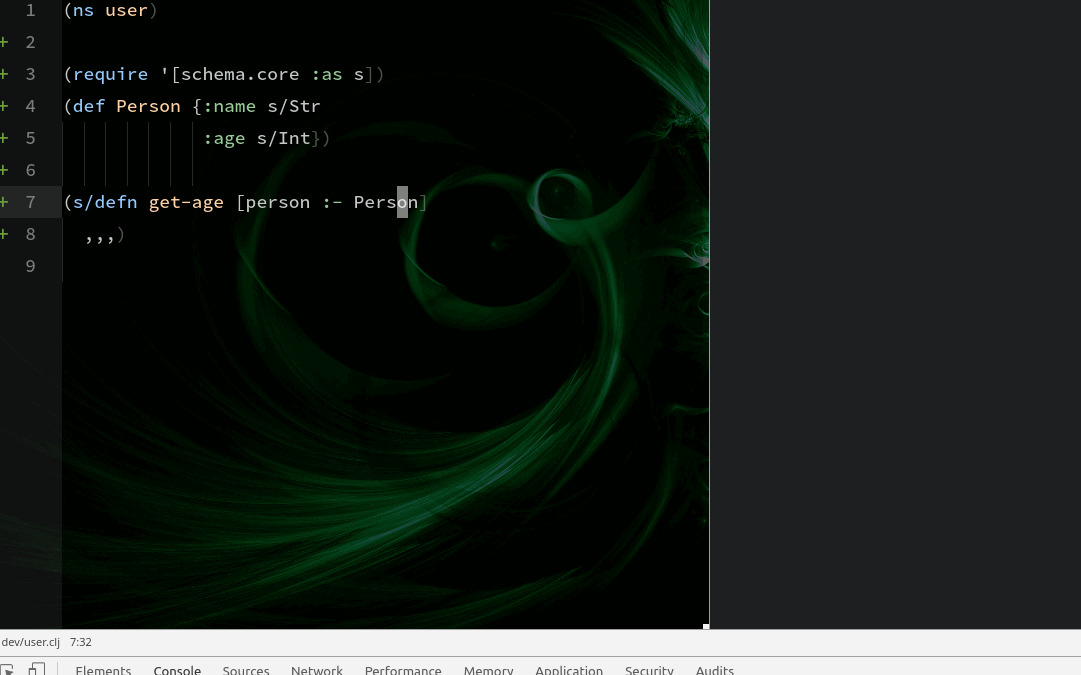 1 (ns user)
+ 2
+ 3 (require '[schema.core :as s])
+ 4 (def Person {:name s/Str
+ 5              :age s/Int})
+ 6
+ 7 (s/defn get-age [person :- Person]
+ 8   ,,,)
9
dev/user.clj 7:32
Elements Console Sources Network Performance Memory Application Security Audits